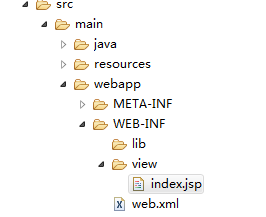 src
main
java
resources
webapp
META-INF
WEB-INF
lib
view
index.jsp
web.xml